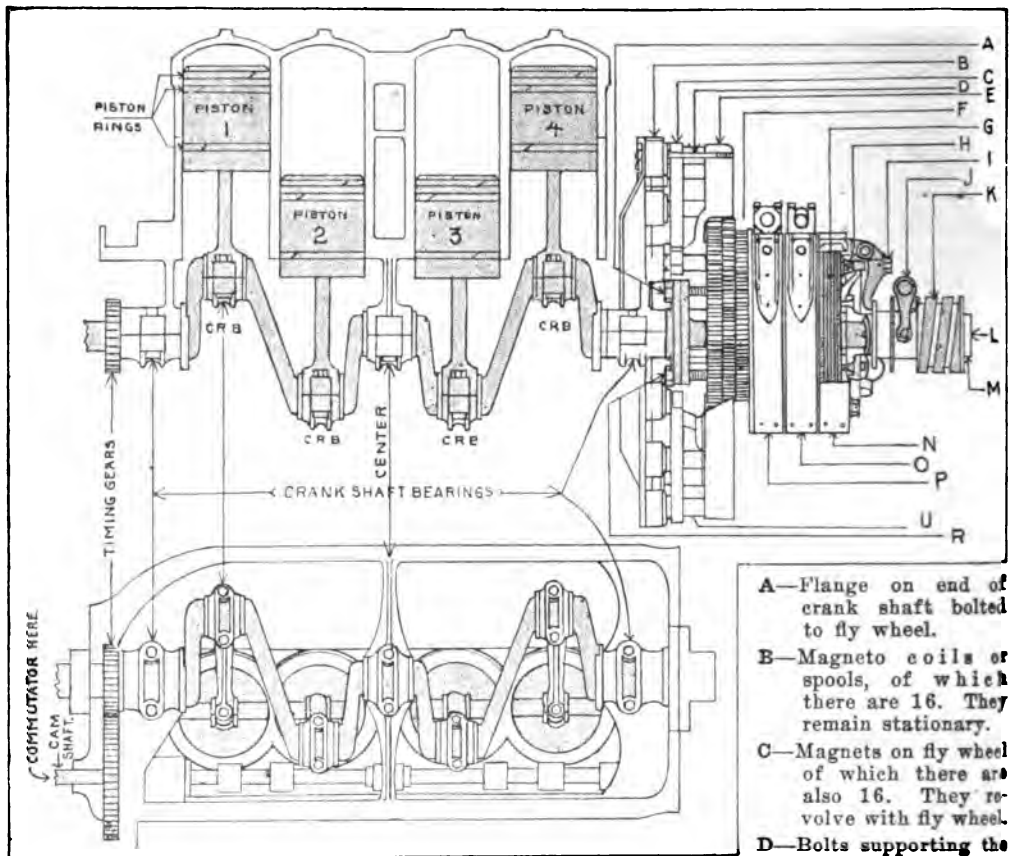 A
B
C
D
E
F
G
H
I
J
K
L
M
N
O
P
U
R
PISTON
RINGS
PISTON
1
PISTON
2
PISTON
3
PISTON
4
CRB
CRB
CRB
CRB
TIMING GEARS
CENTER
CRANK SHAFT BEARINGS
COMMUTATOR HERE
CAM
SHAFT.
A—Flange on end of
crank shaft bolted
to fly wheel.
B—Magneto coils or
spools, of which
there are 16. They
remain stationary.
C—Magnets on fly wheel
of which there are
also 16. They re-
volve with fly wheel.
D—Bolts supporting the